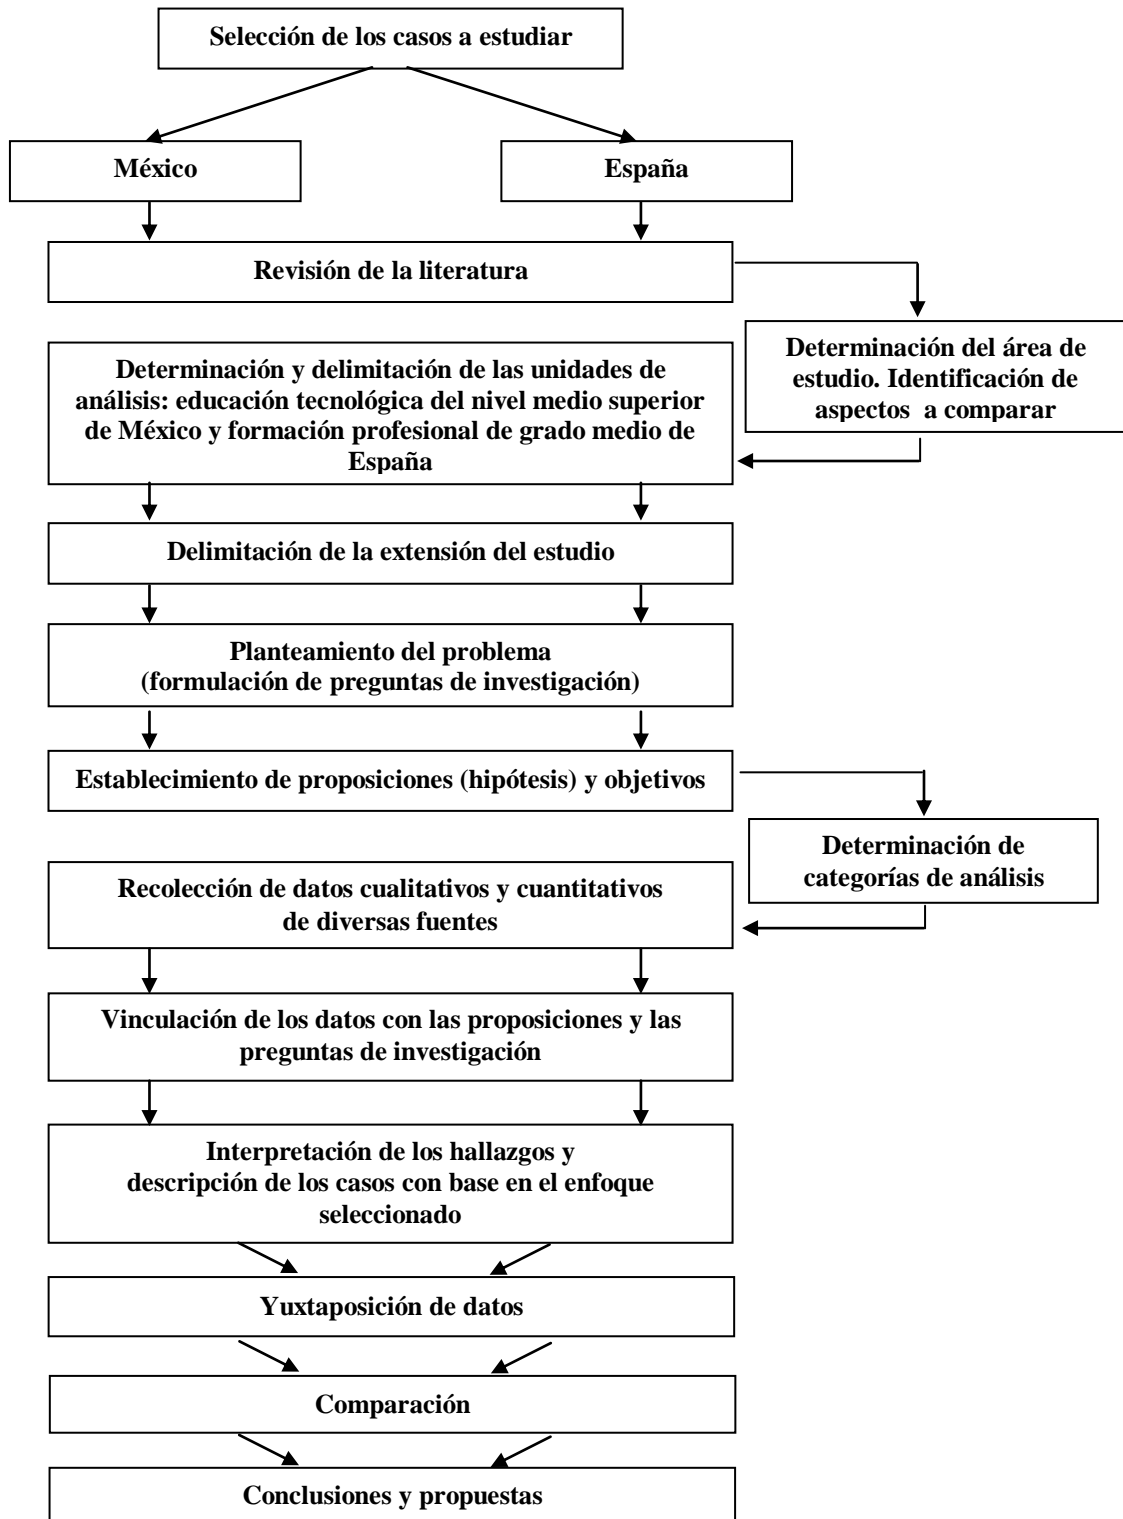 Selección de los casos a estudiar
México
España
Revisión de la literatura
Determinación del área de
estudio. Identificación de
aspectos a comparar
Determinación y delimitación de las unidades de
análisis: educación tecnológica del nivel medio superior
de México y formación profesional de grado medio de
España
Delimitación de la extensión del estudio
Planteamiento del problema
(formulación de preguntas de investigación)
Establecimiento de proposiciones (hipótesis) y objetivos
Determinación de
categorías de análisis
Recolección de datos cualitativos y cuantitativos
de diversas fuentes
Vinculación de los datos con las proposiciones y las
preguntas de investigación
Interpretación de los hallazgos y
descripción de los casos con base en el enfoque
seleccionado
Yuxtaposición de datos
Comparación
Conclusiones y propuestas